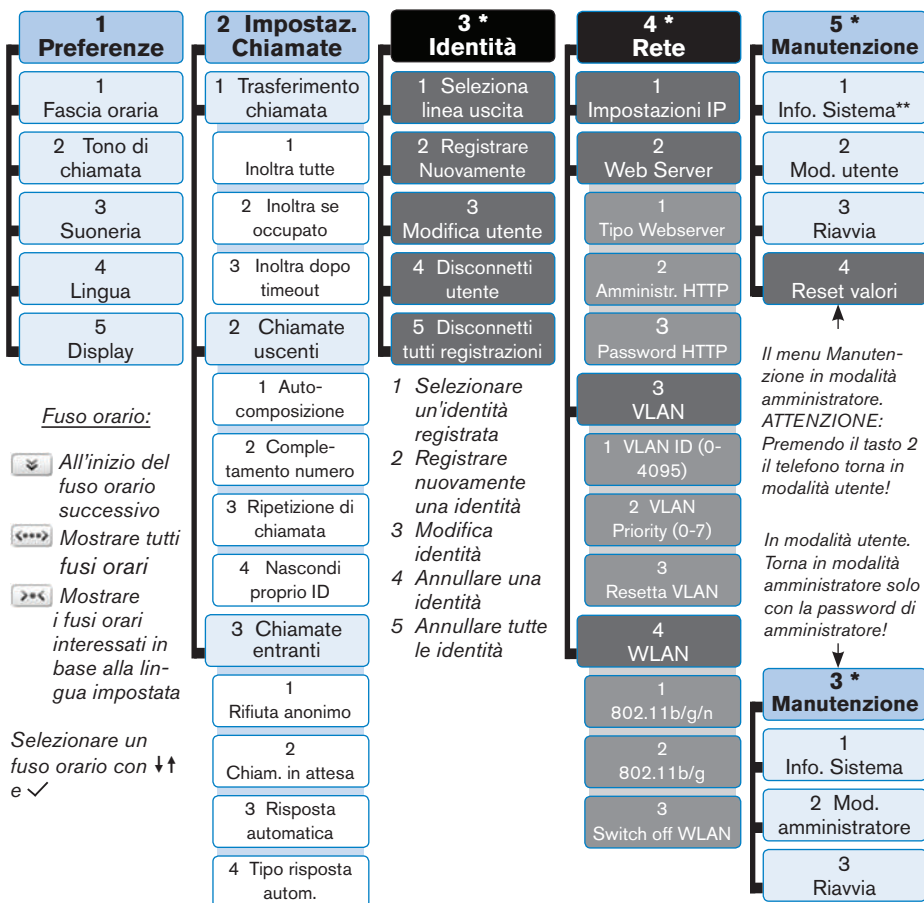 1
Preferenze
1
Fascia oraria
2 Tono di
chiamata
3
Suoneria
4
Lingua
5
Display
Fuso orario:
All'inizio del
fuso orario
successivo
Mostrare tutti
fusi orari
Mostrare
i fusi orari
interessati in
base alla lin-
gua impostata
Selezionare un
fuso orario con ↓↑
e ✓
2 Impostaz.
Chiamate
1 Trasferimento
chiamata
1
Inoltra tutte
2 Inoltra se
occupato
3 Inoltra dopo
timeout
2 Chiamate
uscenti
1 Auto-
composizione
2 Comple-
tamento numero
3 Ripetizione di
chiamata
4 Nascondi
proprio ID
3 Chiamate
entranti
1
Rifiuta anonimo
2
Chiam. in attesa
3 Risposta
automatica
4 Tipo risposta
autom.
3 *
Identità
1 Seleziona
linea uscita
2 Registrare
Nuovamente
3
Modifica utente
4 Disconnetti
utente
5 Disconnetti
tutti registrazioni
1 Selezionare
un'identità
registrata
2 Registrare
nuovamente
una identità
3 Modifica
identità
4 Annullare una
identità
5 Annullare tutte
le identità
4 *
Rete
1
Impostazioni IP
2
Web Server
1
Tipo Webserver
2
Amministr. HTTP
3
Password HTTP
3
VLAN
1 VLAN ID (0-
4095)
2 VLAN
Priority (0-7)
3
Resetta VLAN
4
WLAN
1
802.11b/g/n
2
802.11b/g
3
Switch off WLAN
5 *
Manutenzione
1
Info. Sistema**
2
Mod. utente
3
Riavvia
4
Reset valori
Il menu Manuten-
zione in modalità
amministratore.
ATTENZIONE:
Premendo il tasto 2
il telefono torna in
modalità utente!
In modalità utente.
Torna in modalità
amministratore solo
con la password di
amministratore!
3 *
Manutenzione
1
Info. Sistema
2 Mod.
amministratore
3
Riavvia